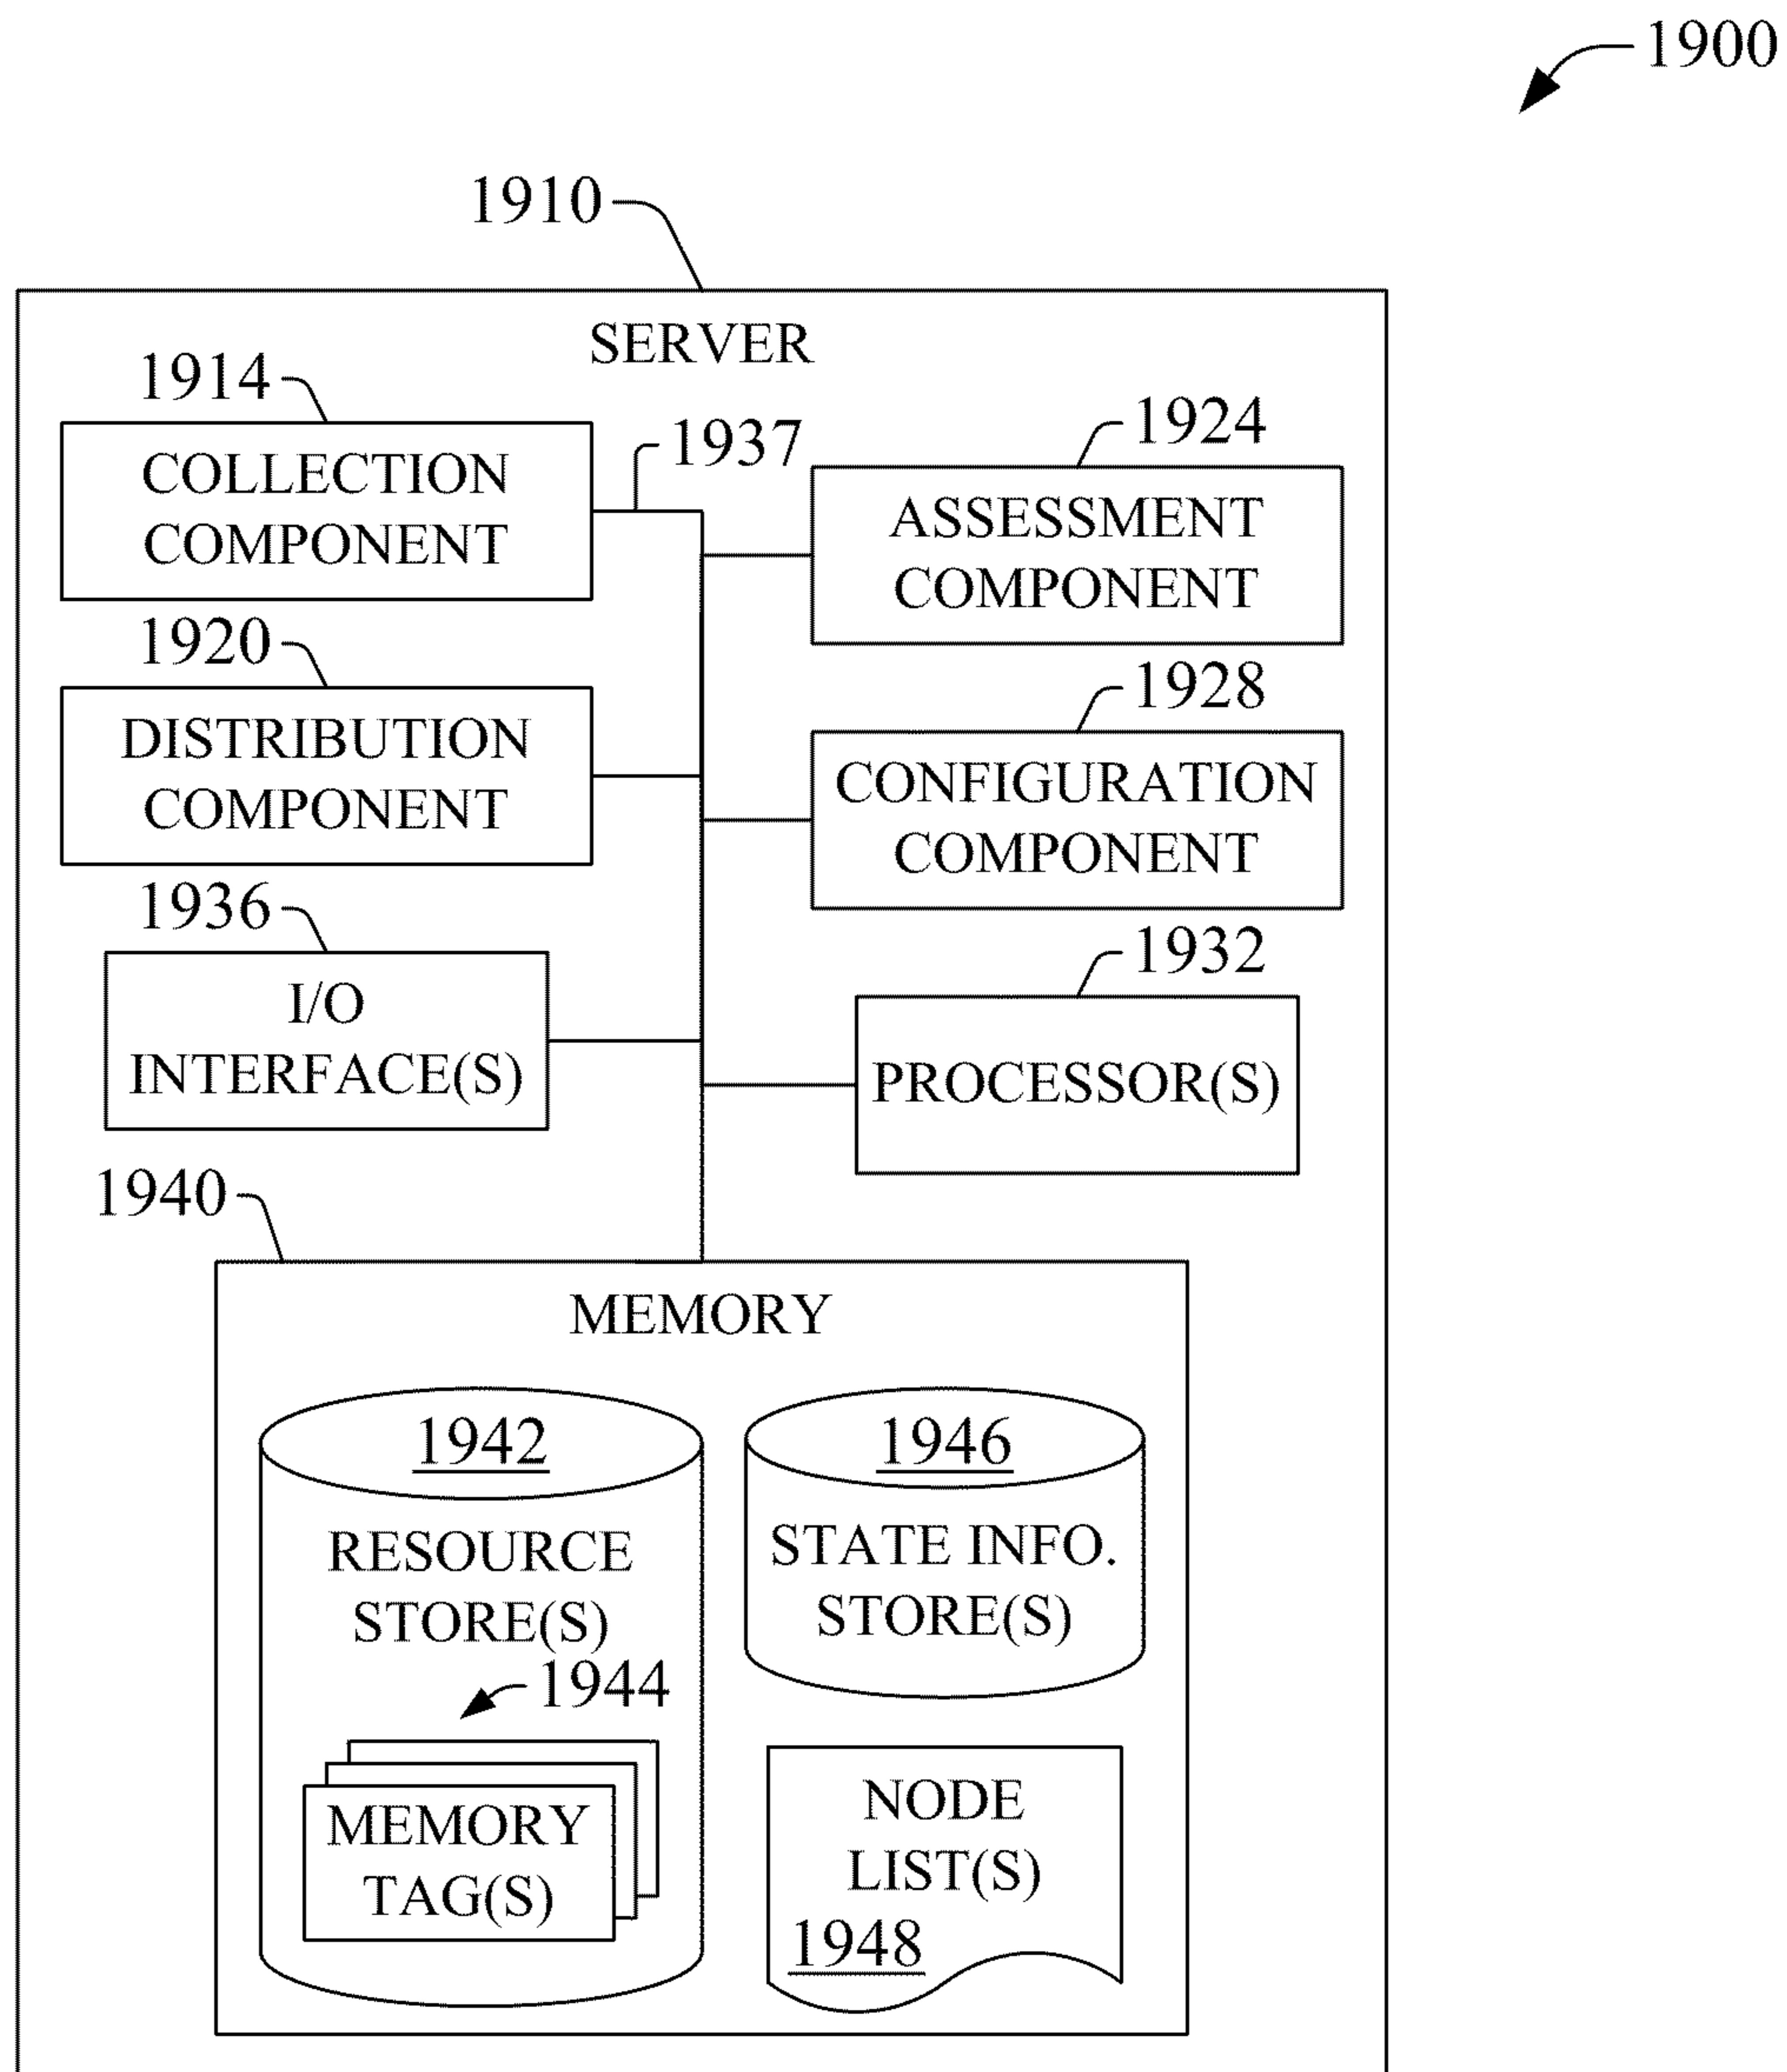 1900
1910
SERVER
1914
COLLECTION
COMPONENT
1937
1924
ASSESSMENT
COMPONENT
1920
DISTRIBUTION
COMPONENT
1928
CONFIGURATION
COMPONENT
1936
I/O
INTERFACE(S)
1932
PROCESSOR(S)
1940
MEMORY
1942
RESOURCE
STORE(S)
1944
MEMORY
TAG(S)
1946
STATE INFO.
STORE(S)
NODE
LIST(S)
1948